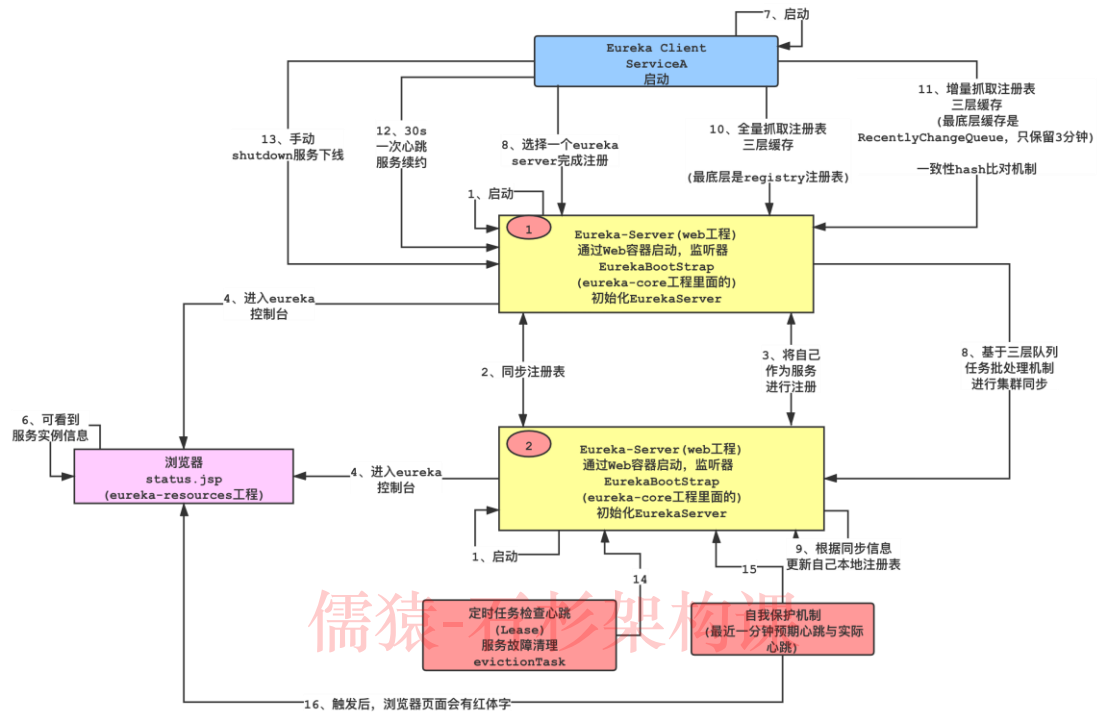 7、启动
Eureka Client
ServiceA
启动
11、增量抓取注册表
三层缓存
(最底层缓存是
RecentlyChangeQueue，只保留3分钟)
一致性hash比对机制
13、手动
shutdown服务下线
12、30s
一次心跳
服务续约
8、选择一个eureka
server完成注册
10、全量抓取注册表
三层缓存
(最底层是registry注册表)
1、启动
1
Eureka-Server(web工程)
通过Web容器启动，监听器
EurekaBootStrap
(eureka-core工程里面的)
初始化EurekaServer
4、进入eureka
控制台
2、同步注册表
3、将自己
作为服务
进行注册
8、基于三层队列
任务批处理机制
进行集群同步
6、可看到
服务实例信息
浏览器
status.jsp
(eureka-resources工程)
4、进入eureka
控制台
2
Eureka-Server(web工程)
通过Web容器启动，监听器
EurekaBootStrap
(eureka-core工程里面的)
初始化EurekaServer
1、启动
9、根据同步信息
更新自己本地注册表
14
15
定时任务检查心跳
(Lease)
服务故障清理
evictionTask
自我保护机制
(最近一分钟预期心跳与实际
心跳)
儒猿-石杉架构课
16、触发后，浏览器页面会有红体字